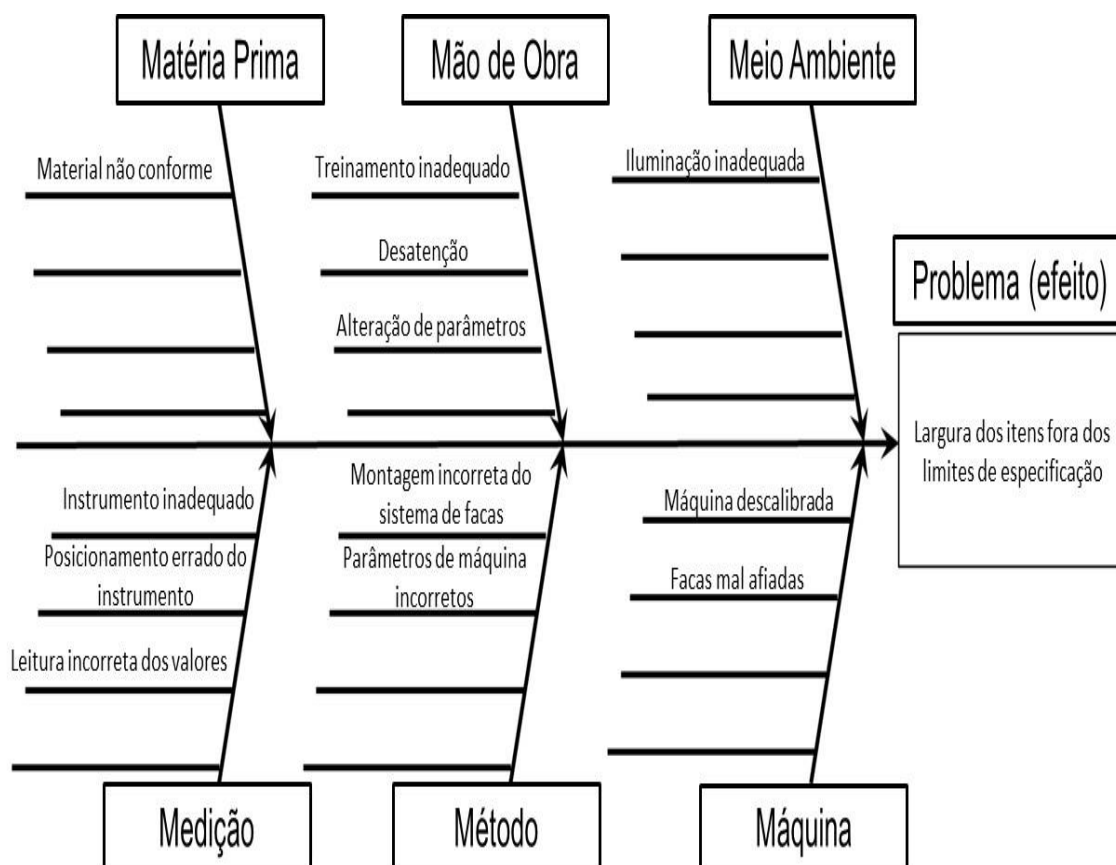 Matéria Prima
Mão de Obra
Meio Ambiente
Material não conforme
Treinamento inadequado
Iluminação inadequada
Desatenção
Alteração de parâmetros
Problema (efeito)
Largura dos itens fora dos
limites de especificação
Instrumento inadequado
Posicionamento errado do
instrumento
Leitura incorreta dos valores
Montagem incorreta do
sistema de facas
Parâmetros de máquina
incorretos
Máquina descalibrada
Facas mal afiadas
Medição
Método
Máquina